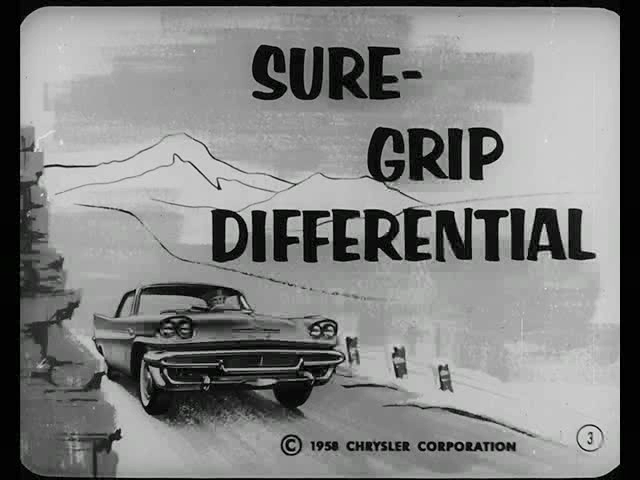 SURE-
GRIP
DIFFERENTIAL
© 1958 CHRYSLER CORPORATION
3